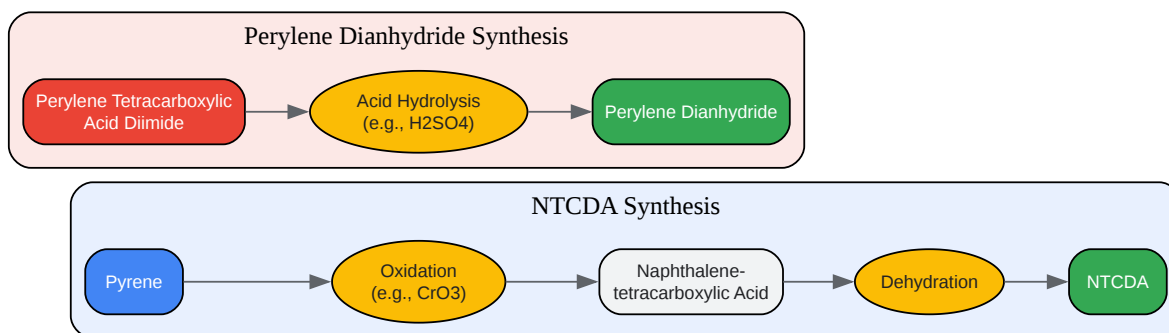 Perylene Dianhydride Synthesis
Perylene Tetracarboxylic
Acid Diimide
Acid Hydrolysis
(e.g., H2SO4)
Perylene Dianhydride
NTCDA Synthesis
Pyrene
Oxidation
(e.g., CrO3)
Naphthalene-
tetracarboxylic Acid
Dehydration
NTCDA